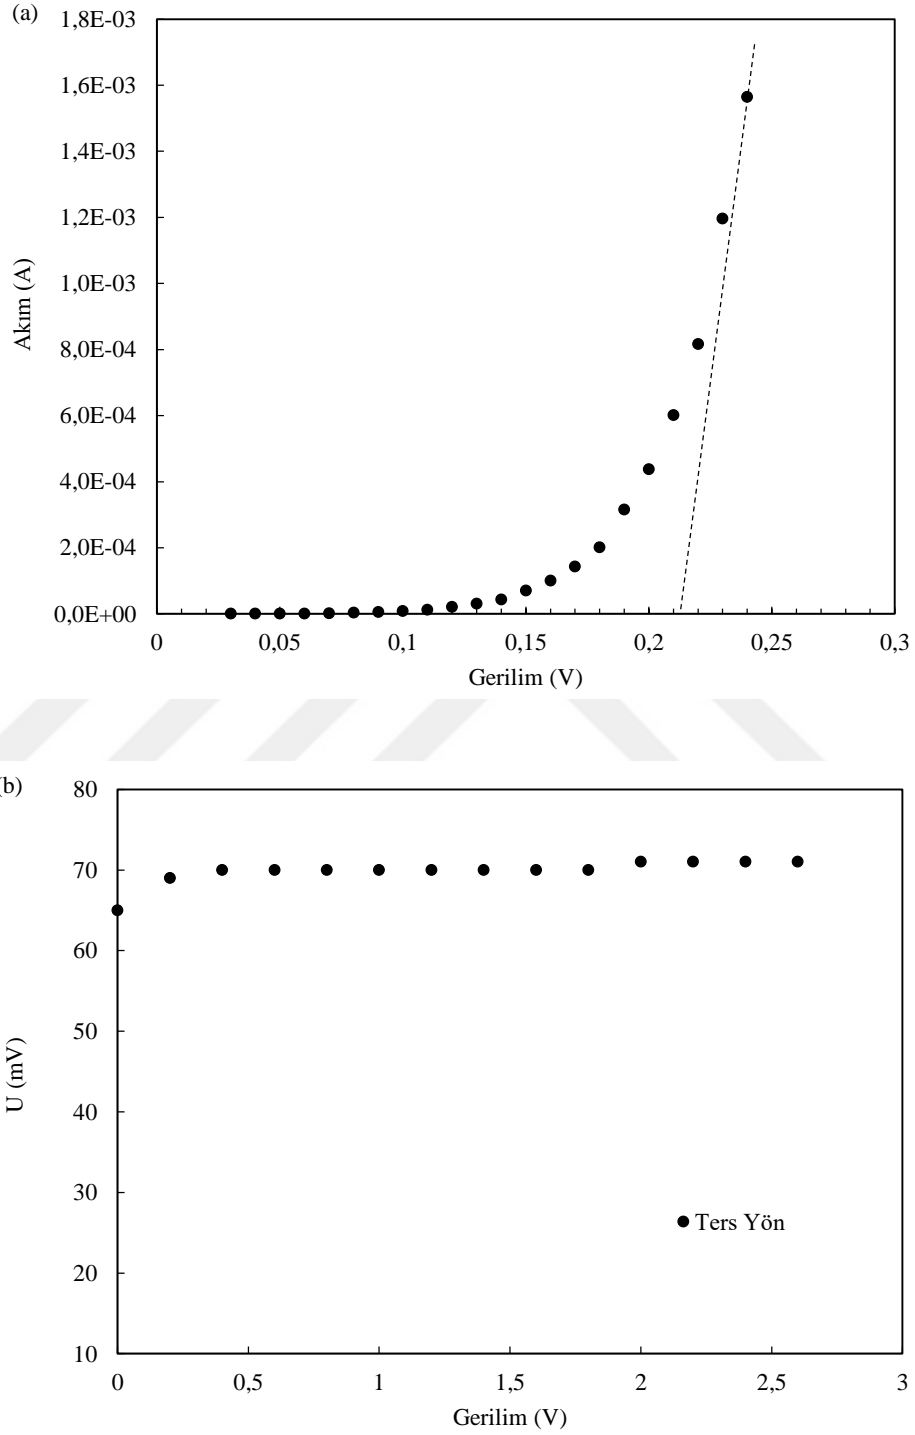 (a)
1,8E-03
1,6E-03
1,4E-03
1,2E-03
1,0E-03
8,0E-04
6,0E-04
4,0E-04
2,0E-04
0,0E+00
Akım (A)
0 0,05 0,1 0,15 0,2 0,25 0,3
Gerilim (V)
(b)
80
70
60
50
40
30
20
10
U (mV)
Ters Yön
0 0,5 1 1,5 2 2,5 3
Gerilim (V)